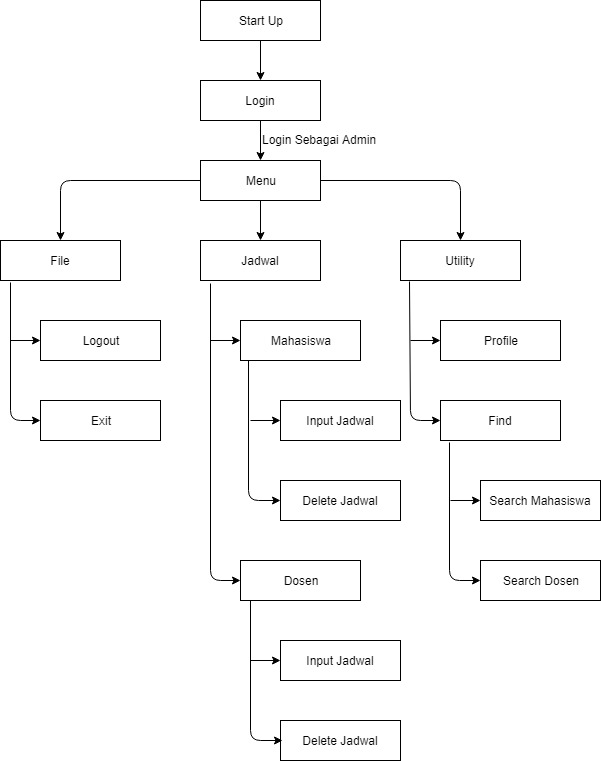 Start Up
Login
Login Sebagai Admin
Menu
File
Jadwal
Utility
Logout
Mahasiswa
Profile
Exit
Input Jadwal
Find
Delete Jadwal
Search Mahasiswa
Dosen
Search Dosen
Input Jadwal
Delete Jadwal